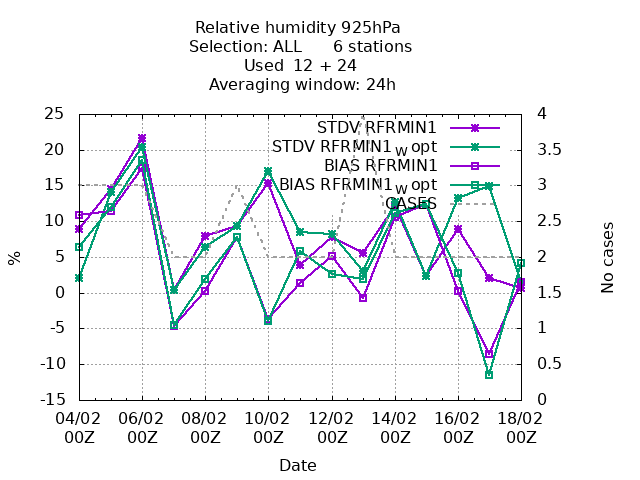 Relative humidity 925hPa
Selection: ALL 6 stations
Used 12 + 24
Averaging window: 24h
25
20
15
10
5
0
-5
-10
-15
%
4
3.5
3
2.5
2
1.5
1
0.5
0
No cases
STDV RFRMIN1
STDV RFRMIN1w opt
BIAS RFRMIN1
BIAS RFRMIN1w opt
CASES
04/02 06/02 08/02 10/02 12/02 14/02 16/02 18/02
00Z 00Z 00Z 00Z 00Z 00Z 00Z 00Z
Date